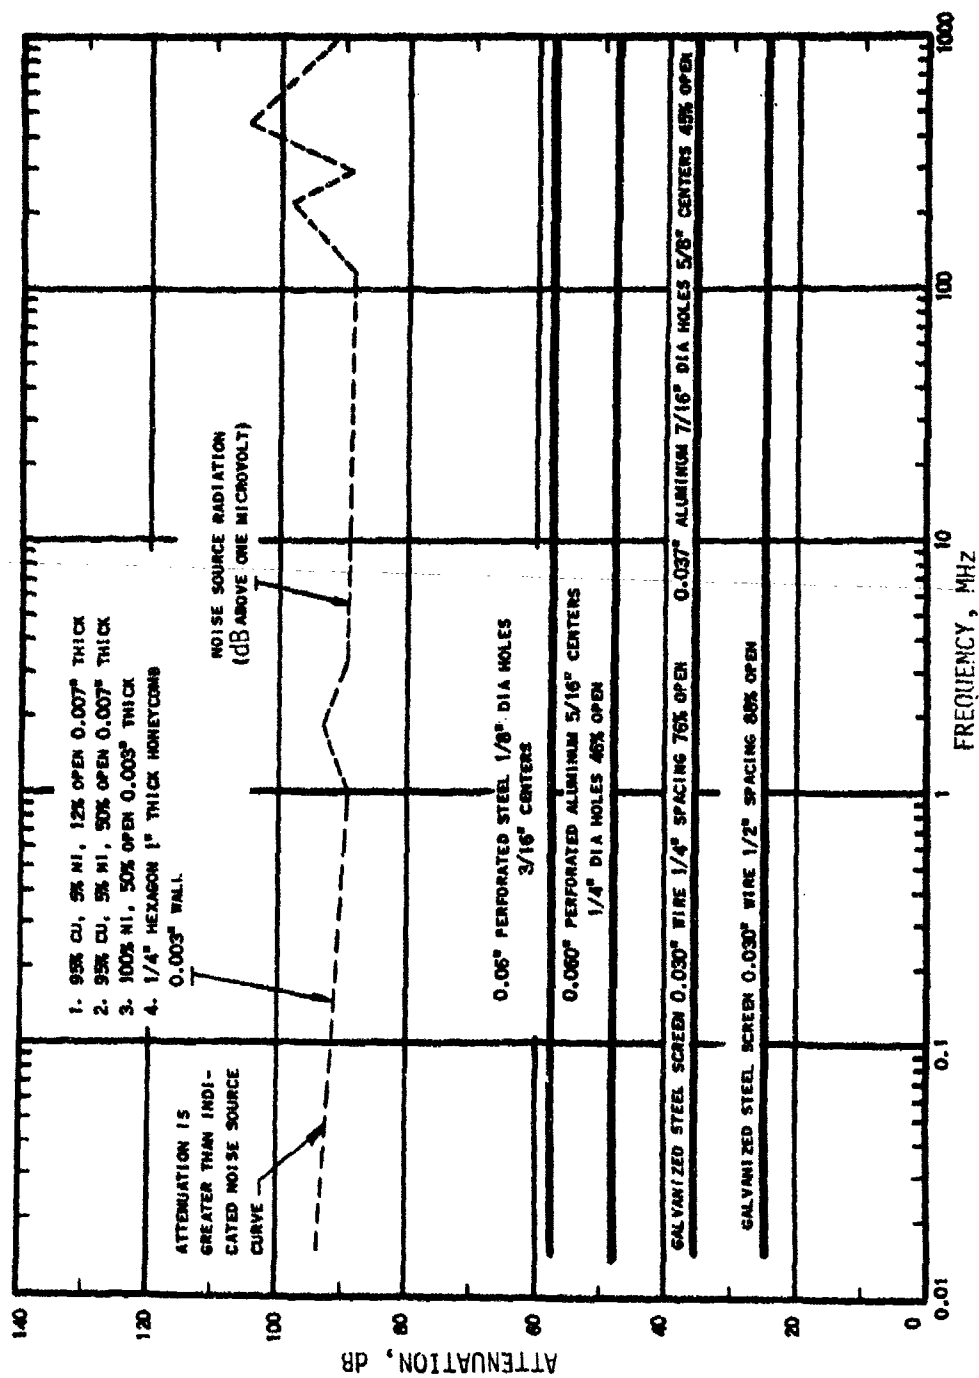 140
120
100
80
60
40
20
0
ATTENUATION, dB
0.01
0.1
1
10
100
1000
FREQUENCY, MHz
1. 95% CU, 5% NI, 12% OPEN 0.007" THICK
2. 95% CU, 5% NI, 50% OPEN 0.007" THICK
3. 100% NI, 50% OPEN 0.003" THICK
4. 1/4" HEXAGON 1" THICK HONEYCOMB
0.003" WALL
ATTENUATION IS
GREATER THAN INDI-
CATED NOISE SOURCE
CURVE
NOISE SOURCE RADIATION
(dB ABOVE ONE MICROVOLT)
0.06" PERFORATED STEEL 1/8" DIA HOLES
3/16" CENTERS
0.060" PERFORATED ALUMINUM 5/16" CENTERS
1/4" DIA HOLES 46% OPEN
GALVANIZED STEEL SCREEN 0.030" WIRE 1/4" SPACING 76% OPEN
0.037" ALUMINUM 7/16" DIA HOLES 5/8" CENTERS 45% OPEN
GALVANIZED STEEL SCREEN 0.030" WIRE 1/2" SPACING 88% OPEN